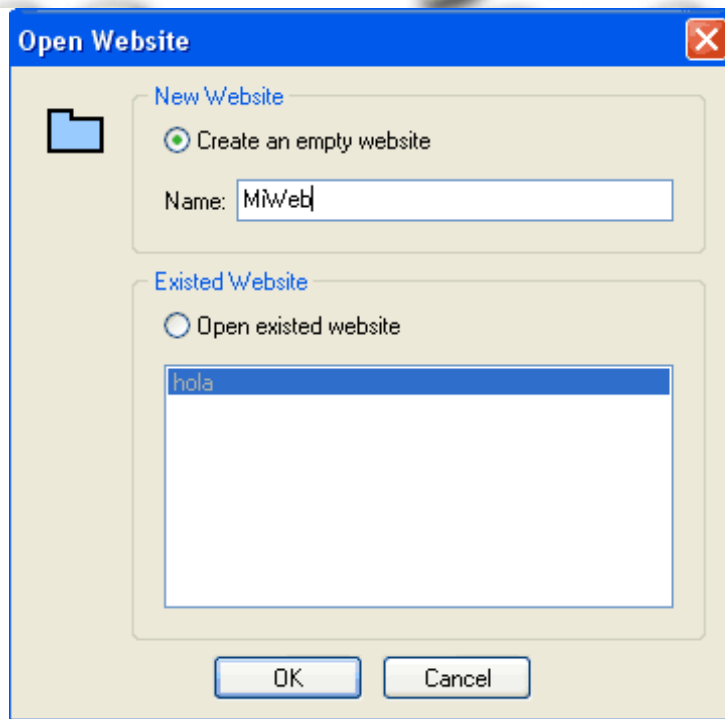 Open Website
New Website
Create an empty website
Name: MiWeb
Existed Website
Open existed website
hola
OK Cancel